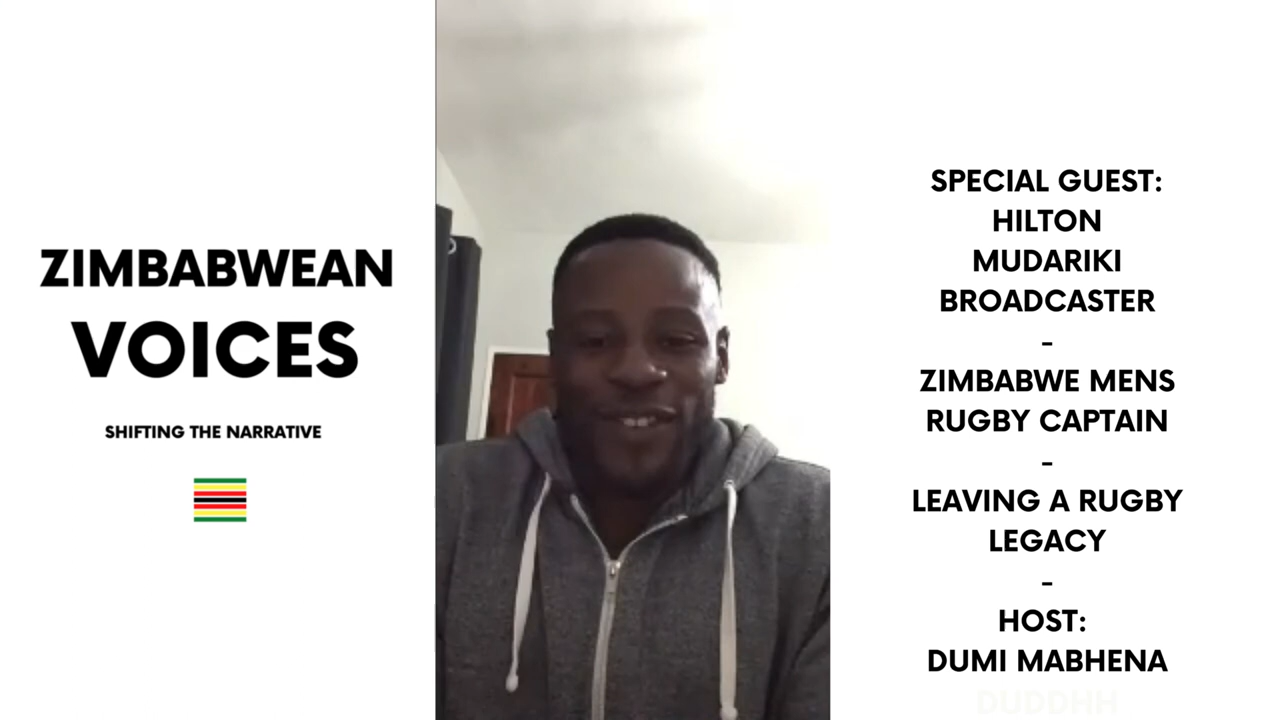 ZIMBABWEAN
VOICES
SHIFTING THE NARRATIVE
SPECIAL GUEST:
HILTON
MUDARIKI
BROADCASTER
-
ZIMBABWE MENS
RUGBY CAPTAIN
-
LEAVING A RUGBY
LEGACY
-
HOST:
DUMI MABHENA
DUDDHH